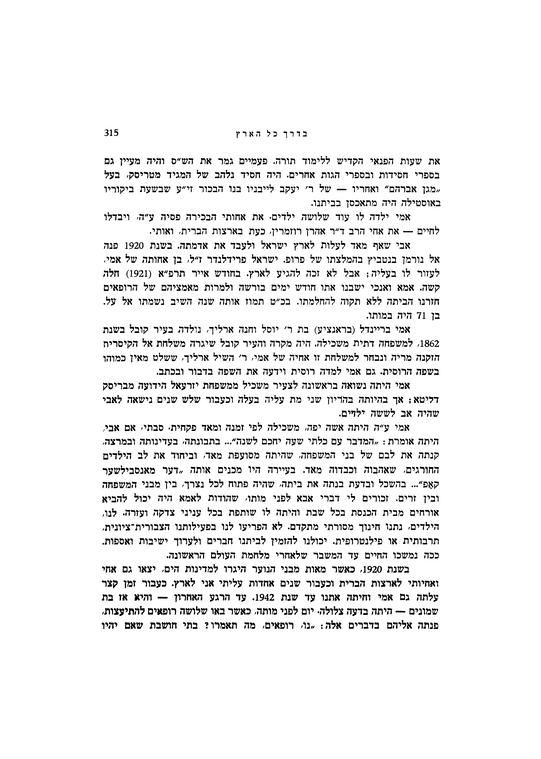 בדרך כל הארץ 315
את שעות הפנאי הקדיש ללימוד תורה. פעמיים גמר את הש״ס והיה מעיין גם
בספרי חסידות ובספרי הגות אחרים. היה חסיד נלהב של המגיד מטריסק, בעל
„מגן אברהם״ ואחריו — של ר׳ יעקב לייבניו בנו הבכור זי״ע שבשעת ביקוריו
באוסטילה היה מתאכסן בביתנו.
אמי ילדה לו עוד שלושה ילדים, את אחותי הבכירה פסיה ע״ה, ויבדלו
לחיים — את אחי הרב ד״ר אהרן רוזמרין, כעת בארצות הברית, ואותי.
אבי שאף מאד לעלות לארץ ישראל ולעבד את אדמתה. בשנת 1920 פנה
אל נורמן בנטביץ בהמלצתו של פרופ. ישראל פרידלנדר ז״ל, בן אחותה של אמי,
לעזור לו בעליה; אבל לא זכה להגיע לארץ. בחודש אייר תרפ״א (1921) חלה
קשה. אמא ואנכי ישבנו אתו חודש ימים בורשה ולמרות מאמציהם של הרופאים
חזרנו הביתה ללא תקוה להחלמתו. בכ״ט תמוז אותה שנה השיב נשמתו אל על.
בן 71 היה במותו.
אמי בריינדל (בראנציע) בת ר׳ יוסל וחנה ארליך, נולדה בעיר קובל בשנת
1862, למשפחה דתית משכילה. היה מקרה והעיר קובל שיגרה משלחת אל הקיסרית
הזקנה מריה ונבחר למשלחת זו אחיה של אמי, ר׳ השיל ארליך, ששלט מאין כמוהו
בשפה הרוסית. גם אמי למדה רוסית וידעה את השפה בדבור ובכתב.
אמי היתה נשואה בראשונה לצעיר משכיל ממשפחת יזרעאל הידועה מבריסק
דליטא; אך בהיותה בהריון שני מת עליה בעלה וכעבור שלש שנים נישאה לאבי
שהיה אב לששה ילדים.
אמי ע״ה היתה אשה יפה, משכילה לפי זמנה ומאד פקחית. סבתי, אם אבי,
היתה אומרת: „המדבר עם כלתי שעה יחכם לשנה״... בתבונתה, בעדינותה ובמרצה,
קנתה את לבם של בני המשפחה, שהיתה מסועפת מאד, וביחוד את לב הילדים
החורגים, שאהבוה וכבדוה מאד. בעיירה היו מכנים אותה „דער מאנסבילשער
קאפ״... בהשכל ובדעת בנתה את ביתה, שהיה פתוח לכל נצרך, בין מבני המשפחה
ובין זרים. זכורים לי דברי אבא לפני מותו, שהודות לאמא היה יכול להביא
אורחים מבית הכנסת בכל שבת והיתה לו שותפת בכל עניני צדקה ועזרה. לנו,
הילדים, נתנו חינוך מסורתי מתקדם. לא הפריעו לנו בפעילותנו הצבורית־ציונית,
תרבותית או פילנטרופית. יכולנו להזמין לביתנו חברים ולערוך ישיבות ואספות.
ככה נמשכו החיים עד המשבר שלאחרי מלחמת העולם הראשונה.
בשנת 1920, כאשר מאות מבני הנוער היגרו למדינות הים, יצאו גם אחי
ואחיותי לארצות הברית וכעבור שנים אחדות עליתי אני לארץ. כעבור זמן קצר
עלתה גם אמי וחיתה אתנו עד שנת 1942. עד הרגע האחרון — והיא אז בת
שמונים — היתה בדעה צלולה. יום לפני מותה, כאשר באו שלושה רופאים להתיעצות,
פנתה אליהם בדברים אלה: „נו, רופאים, מה תאמרו? בתי חושבת שאם יהיו